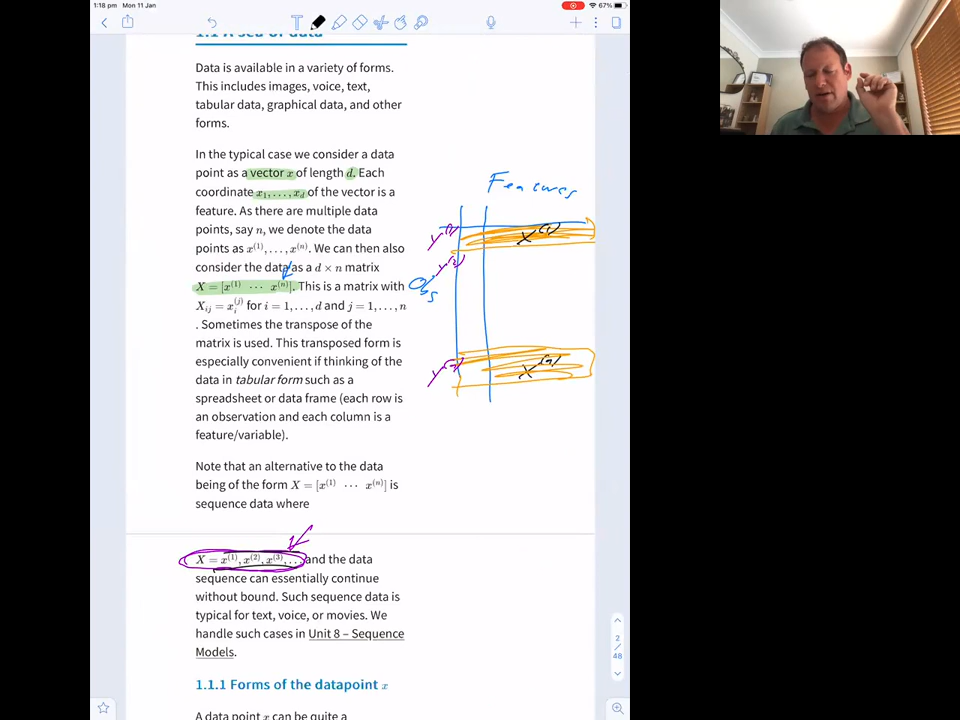 1:18 pm Mon 11 Jan
67%
1.1 A sea of data
Data is available in a variety of forms.
This includes images, voice, text,
tabular data, graphical data, and other
forms.
In the typical case we consider a data
point as a vector x of length d. Each
coordinate x₁, . . . , x_d of the vector is a
feature. As there are multiple data
points, say n, we denote the data
points as x⁽¹⁾, . . . , x⁽ⁿ⁾. We can then also
consider the data as a d × n matrix
X = [x⁽¹⁾ ⋯ x⁽ⁿ⁾]. This is a matrix with
X_ij = x_i^(j) for i = 1, . . . , d and j = 1, . . . , n
. Sometimes the transpose of the
matrix is used. This transposed form is
especially convenient if thinking of the
data in tabular form such as a
spreadsheet or data frame (each row is
an observation and each column is a
feature/variable).
Note that an alternative to the data
being of the form X = [x⁽¹⁾ ⋯ x⁽ⁿ⁾] is
sequence data where
X = x⁽¹⁾, x⁽²⁾, x⁽³⁾, . . . and the data
sequence can essentially continue
without bound. Such sequence data is
typical for text, voice, or movies. We
handle such cases in Unit 8 – Sequence
Models.
1.1.1 Forms of the datapoint x
A data point x can be quite a
Features
y⁽¹⁾
x⁽¹⁾
y⁽²⁾
Obs
y⁽ⁿ⁾
x⁽ⁿ⁾
2
/
48